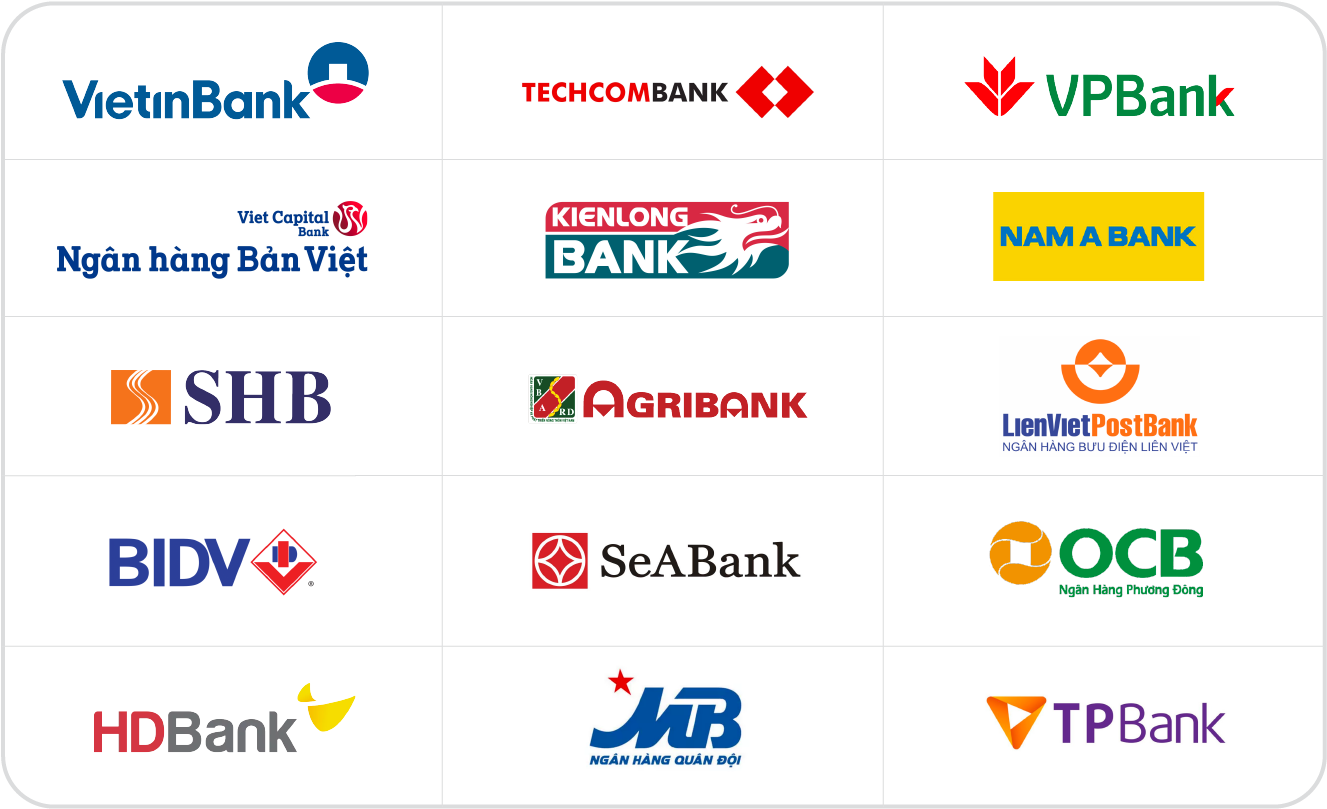 VIETINBANK
TECHCOMBANK
VPBank
Viet Capital
Bank
Ngân hàng Bản Việt
KIENLONG
BANK
NAM A BANK
SHB
V
B
A
RD
AGRIBANK
LIENVIETPostBank
NGÂN HÀNG BƯU ĐIỆN LIÊN VIỆT
BIDV
®
SeABank
OCB
Ngân Hàng Phương Đông
HDBank
MB
NGÂN HÀNG QUÂN ĐỘI
TPBank